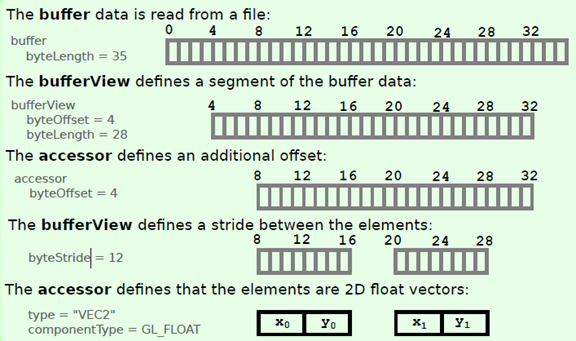 The buffer data is read from a file:
0 4 8 12 16 20 24 28 32
buffer
byteLength = 35
The bufferView defines a segment of the buffer data:
bufferView
4 8 12 16 20 24 28 32
byteOffset = 4
byteLength = 28
The accessor defines an additional offset:
8 12 16 20 24 28 32
accessor
byteOffset = 4
The bufferView defines a stride between the elements:
8 12 16 20 24 28
byteStride = 12
The accessor defines that the elements are 2D float vectors:
type = "VEC2"
componentType = GL_FLOAT
x₀ y₀ x₁ y₁